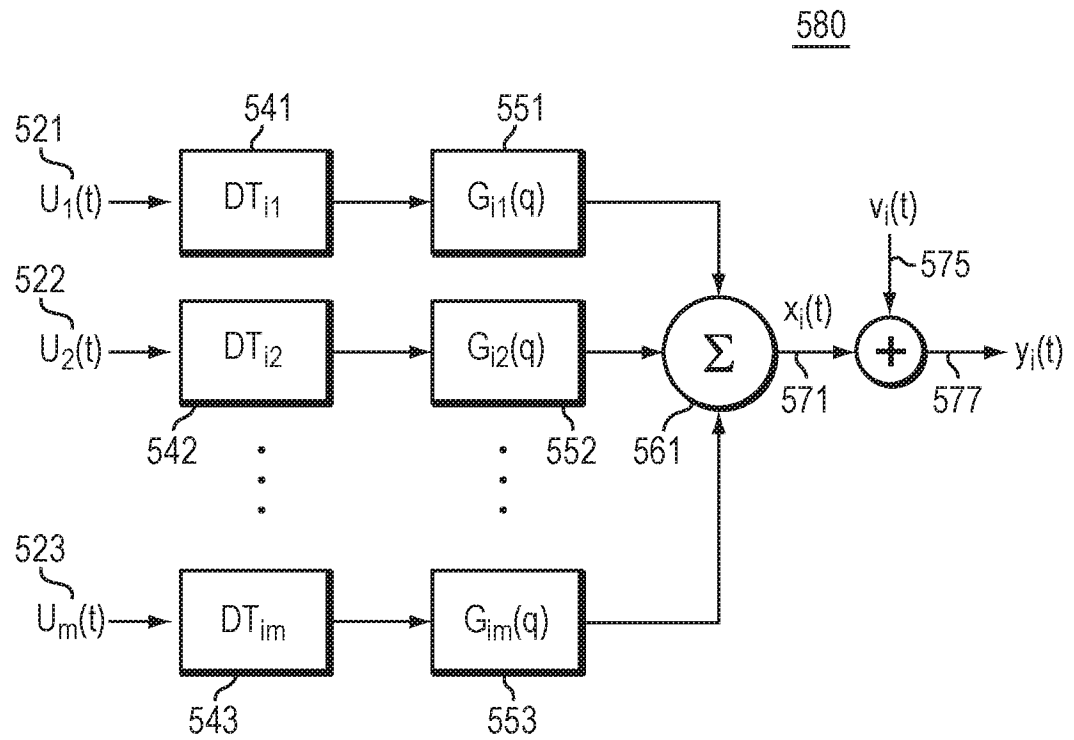 580
541
551
521
U₁(t)
DTᵢ₁
Gᵢ₁(q)
vᵢ(t)
575
522
U₂(t)
DTᵢ₂
Gᵢ₂(q)
Σ
xᵢ(t)
+
yᵢ(t)
571
577
542
552
561
523
Uₘ(t)
DTᵢₘ
Gᵢₘ(q)
543
553